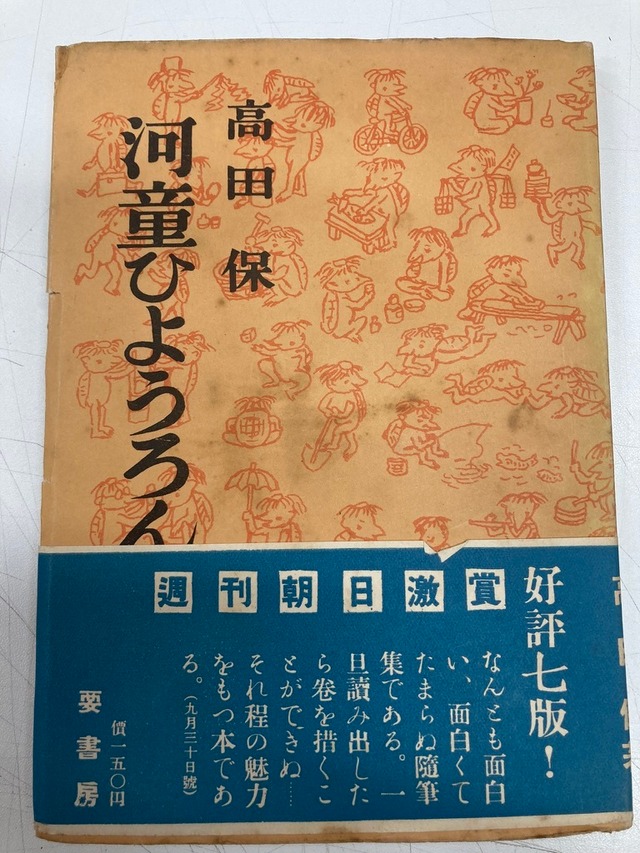 高田保
河童ひようろん
好評七版!
週刊朝日激賞
なんとも面白
い、面白くて
たまらぬ隨筆
集である。一
旦讀み出した
ら卷を措くこ
とができぬ……
それ程の魅力
をもつ本であ
る。(九月三十日號)
價一五〇円
要書房